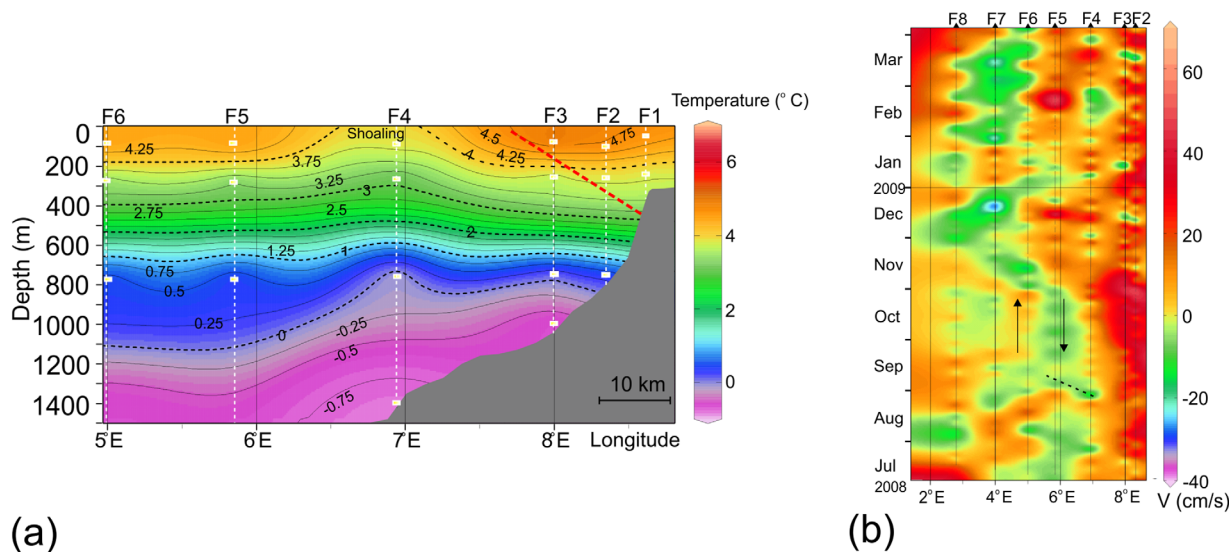 F8 F7 F6 F5 F4 F3 F2
Temperature (° C)
F6 F5 F4 F3 F2 F1
Shoaling
0
200
400
600
800
1000
1200
1400
Depth (m)
4.25
3.75
4
4.5
4.25
4.75
3.25
3
2.75
2.5
2
1.25
1
0.75
0.5
0.25
0
-0.25
-0.5
-0.75
10 km
5°E 6°E 7°E 8°E Longitude
6
4
2
0
(a)
Mar
Feb
Jan
2009
Dec
Nov
Oct
Sep
Aug
Jul
2008
2°E 4°E 6°E 8°E
60
40
20
0
-20
-40
V (cm/s)
(b)